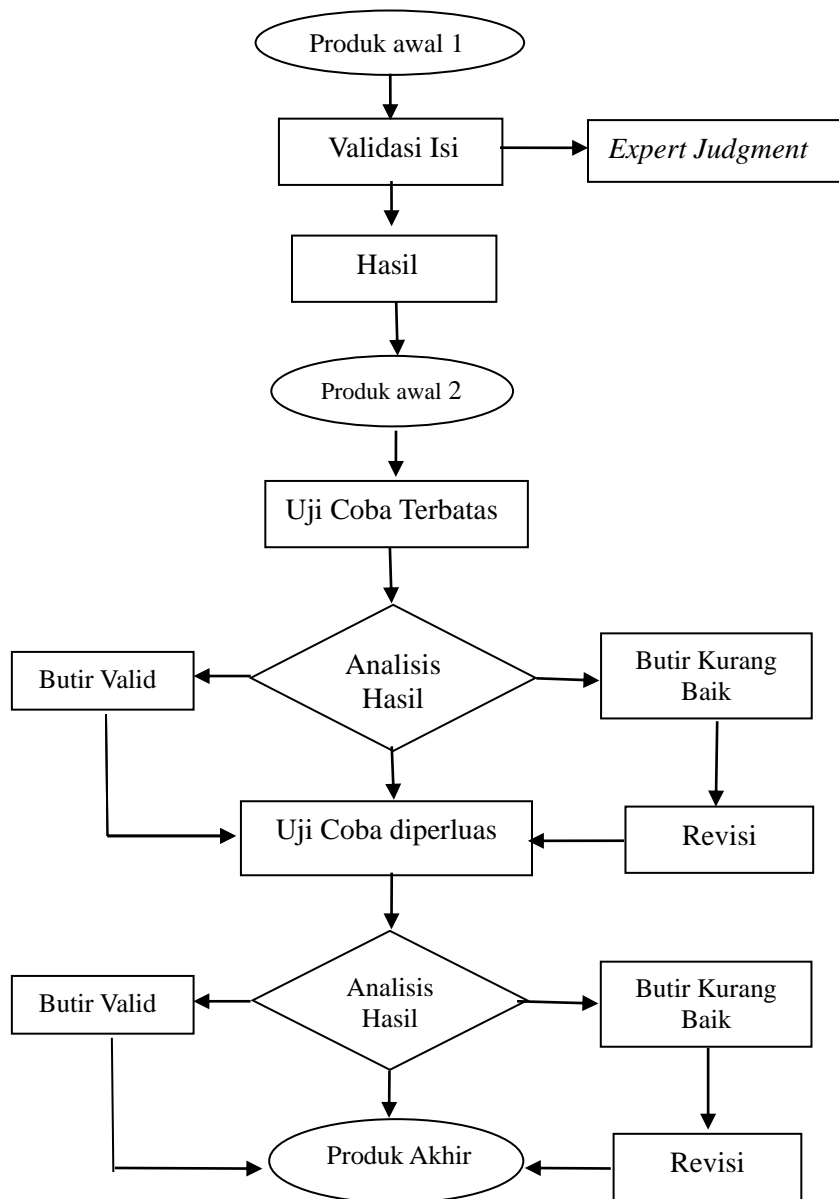 Produk awal 1
Validasi Isi
Expert Judgment
Hasil
Produk awal 2
Uji Coba Terbatas
Butir Valid
Analisis
Hasil
Butir Kurang
Baik
Uji Coba diperluas
Revisi
Butir Valid
Analisis
Hasil
Butir Kurang
Baik
Produk Akhir
Revisi